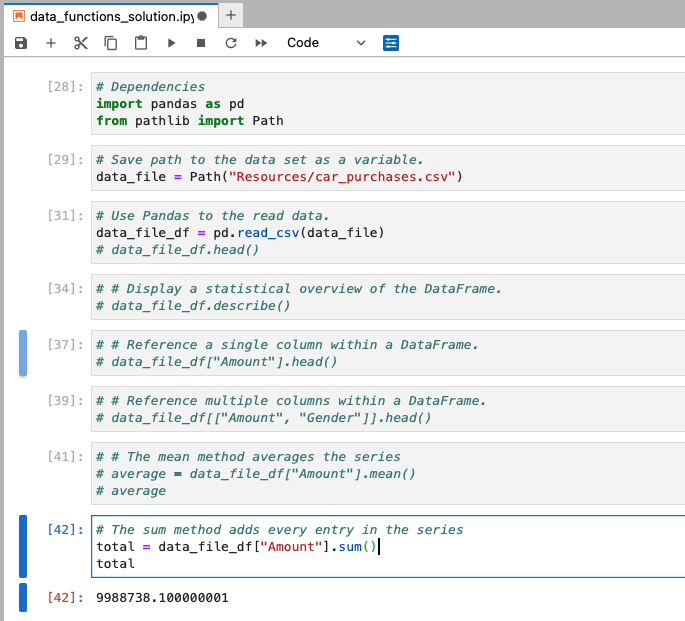 data_functions_solution.ipy
Code
[28]: # Dependencies
import pandas as pd
from pathlib import Path
[29]: # Save path to the data set as a variable.
data_file = Path("Resources/car_purchases.csv")
[31]: # Use Pandas to the read data.
data_file_df = pd.read_csv(data_file)
# data_file_df.head()
[34]: # # Display a statistical overview of the DataFrame.
# data_file_df.describe()
[37]: # # Reference a single column within a DataFrame.
# data_file_df["Amount"].head()
[39]: # # Reference multiple columns within a DataFrame.
# data_file_df[["Amount", "Gender"]].head()
[41]: # # The mean method averages the series
# average = data_file_df["Amount"].mean()
# average
[42]: # The sum method adds every entry in the series
total = data_file_df["Amount"].sum()
total
[42]: 9988738.100000001